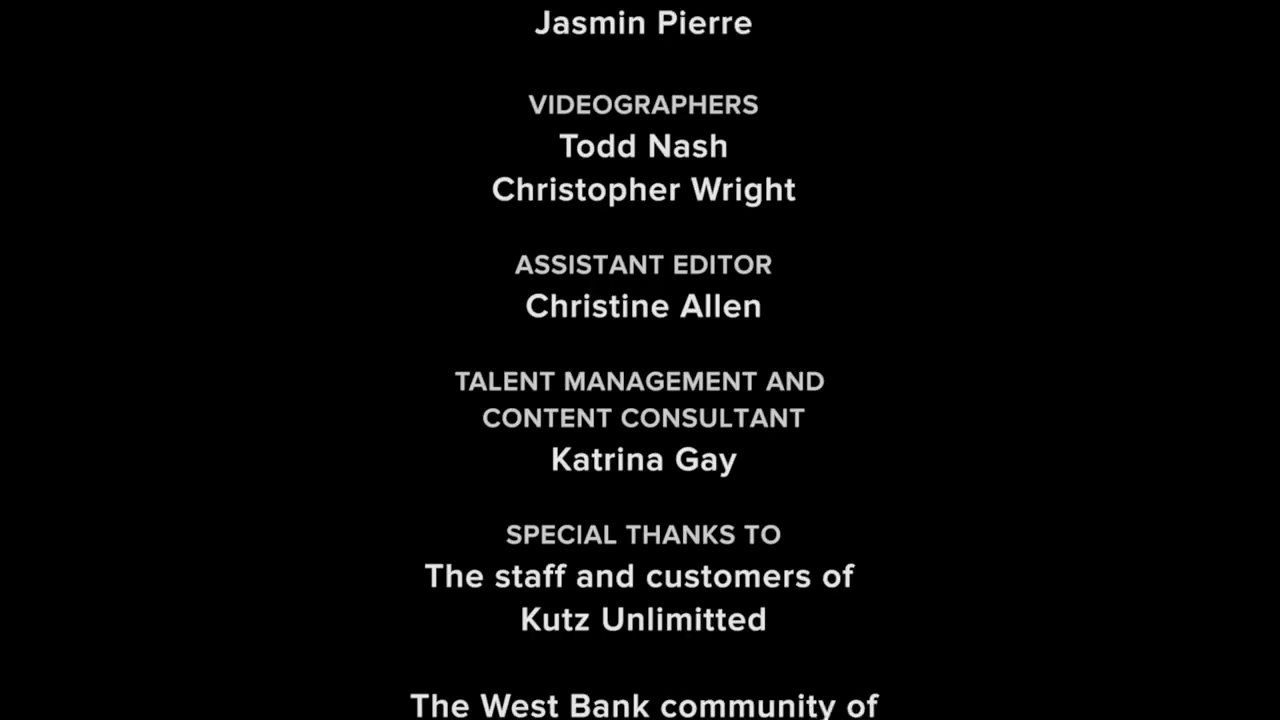 Jasmin Pierre
VIDEOGRAPHERS
Todd Nash
Christopher Wright
ASSISTANT EDITOR
Christine Allen
TALENT MANAGEMENT AND
CONTENT CONSULTANT
Katrina Gay
SPECIAL THANKS TO
The staff and customers of
Kutz Unlimitted
The West Bank community of